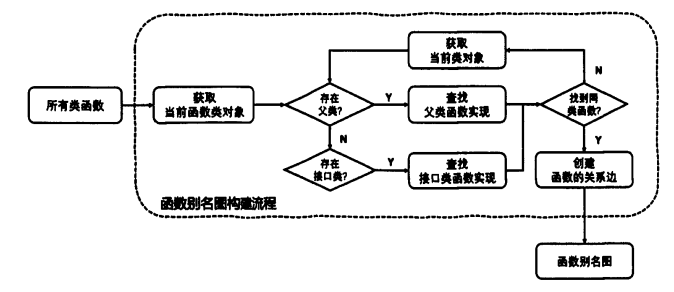 获取
当前类对象
N
所有类函数
获取
当前函数类对象
存在
父类?
Y
查找
父类函数实现
找到同
类函数?
N
Y
存在
接口类?
Y
查找
接口类函数实现
创建
函数的关系边
函数别名图构建流程
函数别名图